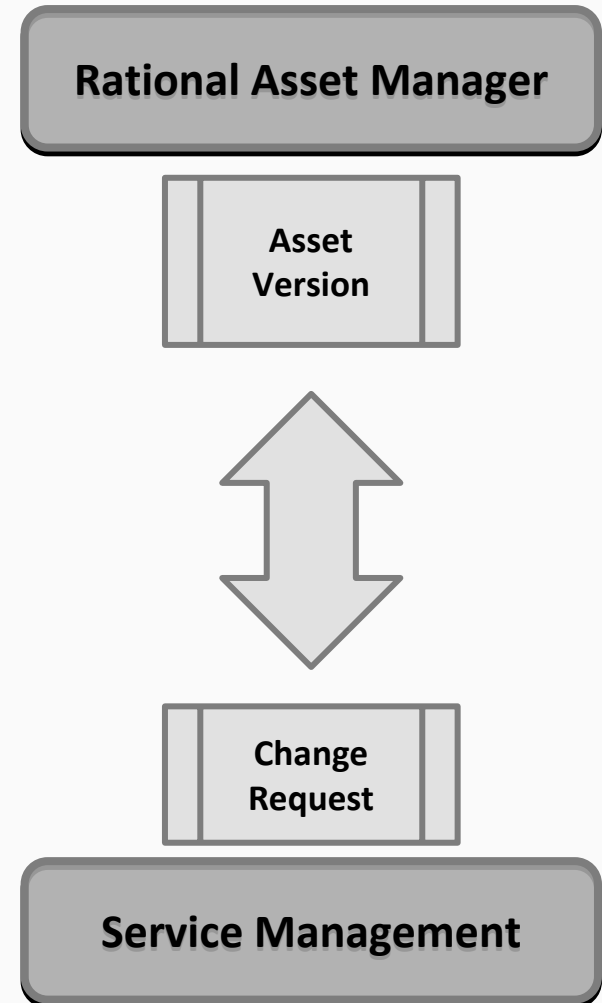 Rational Asset Manager
Asset
Version
Change
Request
Service Management